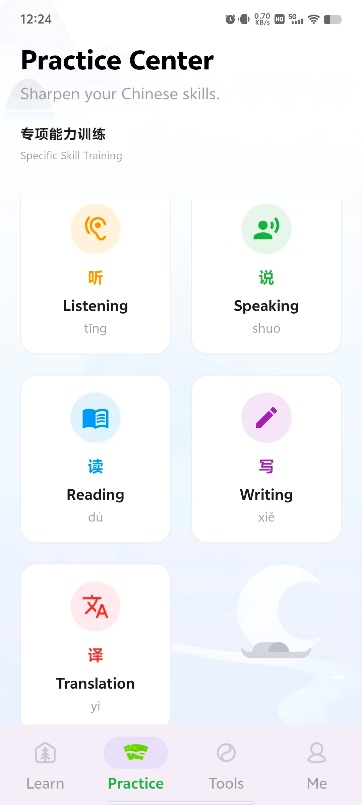 12:24
0.70
KB/s
HD
5G
Practice Center
Sharpen your Chinese skills.
专项能力训练
Specific Skill Training
听
说
Listening
Speaking
tīng
shuō
读
写
Reading
Writing
dú
xiě
译
Translation
yì
Learn
Practice
Tools
Me